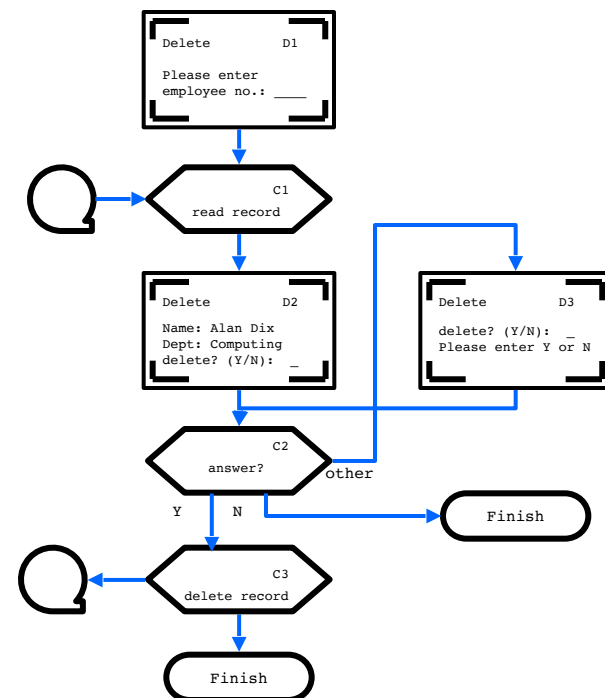 Delete D1
Please enter
employee no.: ____
C1
read record
Delete D2
Name: Alan Dix
Dept: Computing
delete? (Y/N): _
Delete D3
delete? (Y/N): _
Please enter Y or N
C2
answer?
other
Y N
Finish
C3
delete record
Finish